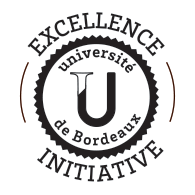 EXCELLENCE
université
U
de Bordeaux
INITIATIVE